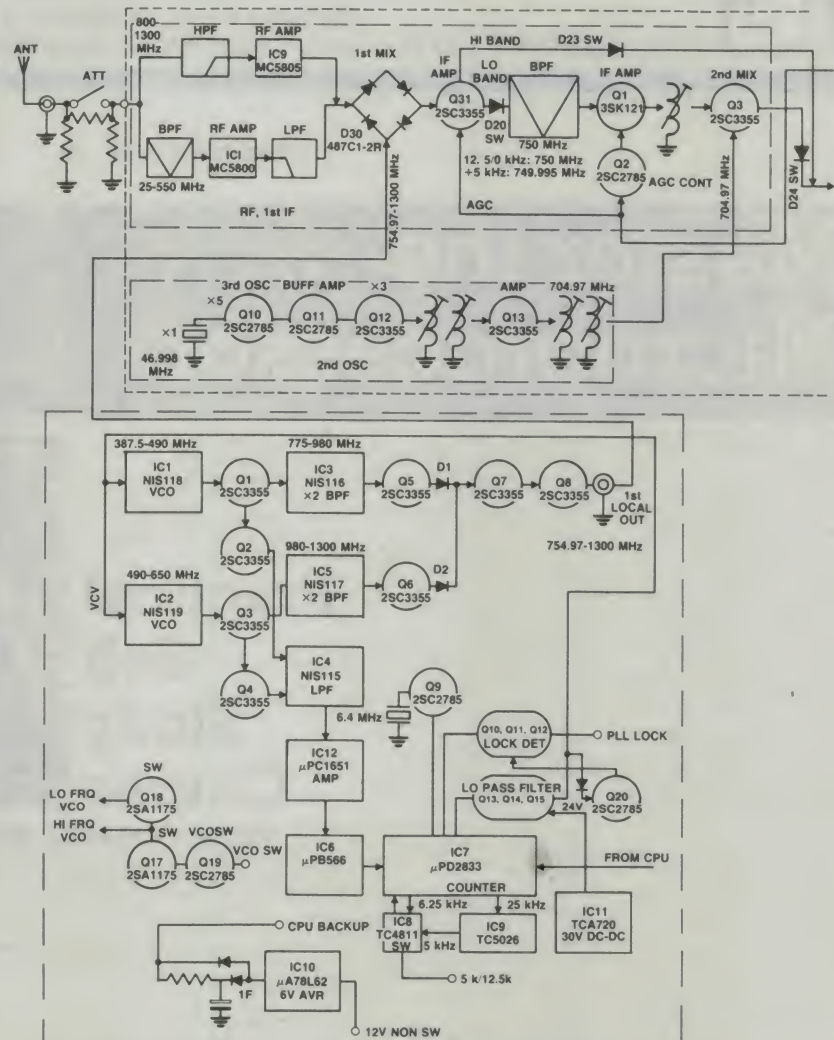 800-
1300
MHz
HPF
RF AMP
IC9
MC5805
1st MIX
ANT
ATT
BPF
25-550 MHz
RF AMP
IC1
MC5800
LPF
D30
487C1-2R
RF, 1st IF
754.97-1300 MHz
HI BAND
D23 SW
IF
AMP
LO
BAND
Q31
2SC3355
D20
SW
BPF
750 MHz
IF AMP
Q1
3SK121
2nd MIX
Q3
2SC3355
12. 5/0 kHz: 750 MHz
+5 kHz: 749.995 MHz
Q2
2SC2785
AGC CONT
AGC
704.97 MHz
D24 SW
3rd OSC
BUFF AMP
×3
AMP
704.97 MHz
×5
×1
Q10
2SC2785
Q11
2SC2785
Q12
2SC3355
Q13
2SC3355
46.998
MHz
2nd OSC
387.5-490 MHz
775-980 MHz
IC1
NIS118
VCO
Q1
2SC3355
IC3
NIS116
×2 BPF
Q5
2SC3355
D1
Q7
2SC3355
Q8
2SC3355
1st
LOCAL
OUT
Q2
2SC3355
754.97-1300 MHz
980-1300 MHz
490-650 MHz
VCV
IC2
NIS119
VCO
Q3
2SC3355
IC5
NIS117
×2 BPF
Q6
2SC3355
D2
Q4
2SC3355
IC4
NIS115
LPF
6.4 MHz
Q9
2SC2785
Q10, Q11, Q12
LOCK DET
PLL LOCK
IC12
µPC1651
AMP
LO PASS FILTER
Q13, Q14, Q15
24V
Q20
2SC2785
SW
LO FRQ
VCO
Q18
2SA1175
HI FRQ
VCO
SW
VCOSW
Q17
2SA1175
Q19
2SC2785
VCO SW
IC6
µPB566
IC7
µPD2833
COUNTER
FROM CPU
6.25 kHz
25 kHz
IC8
TC4811
SW
5 kHz
IC9
TC5026
IC11
TCA720
30V DC-DC
5 k/12.5k
CPU BACKUP
1F
IC10
µA78L62
6V AVR
12V NON SW